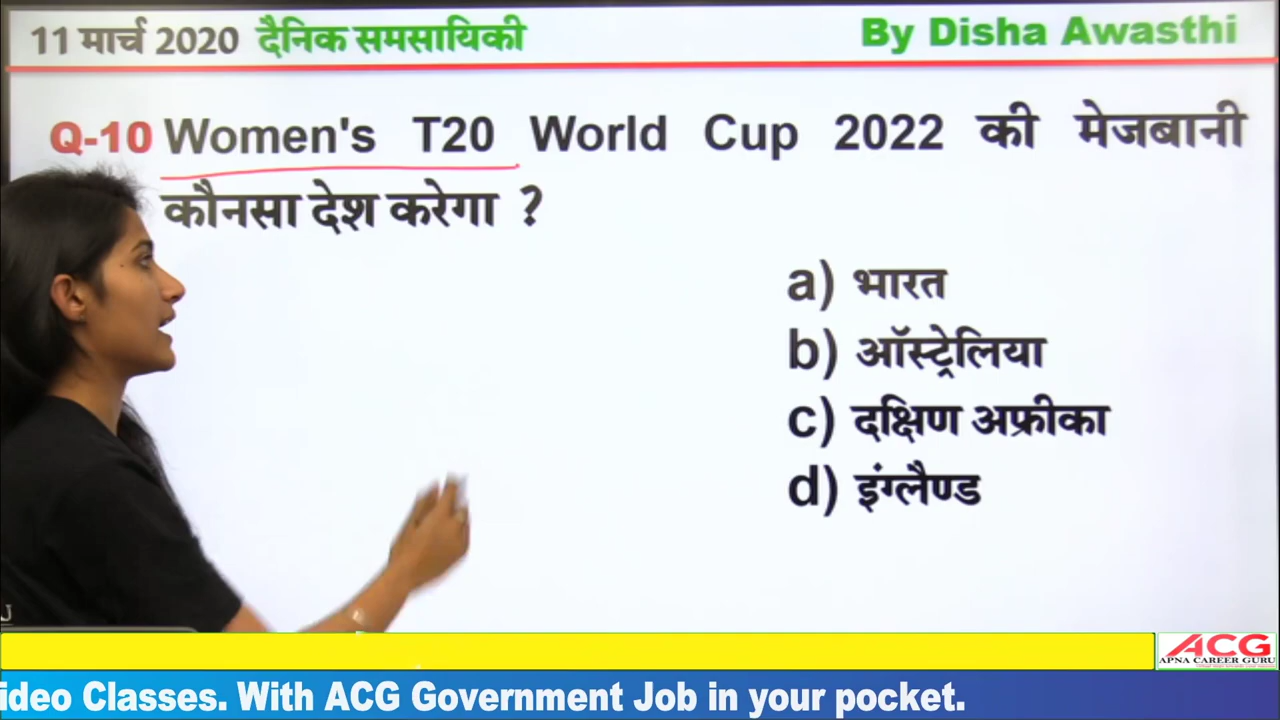 11 मार्च 2020 दैनिक समसायिकी By Disha Awasthi
Q-10 Women's T20 World Cup 2022 की मेजबानी
कौनसा देश करेगा ?
a) भारत
b) ऑस्ट्रेलिया
c) दक्षिण अफ्रीका
d) इंग्लैण्ड
J
ACG
APNA CAREER GURU
ideo Classes. With ACG Government Job in your pocket.